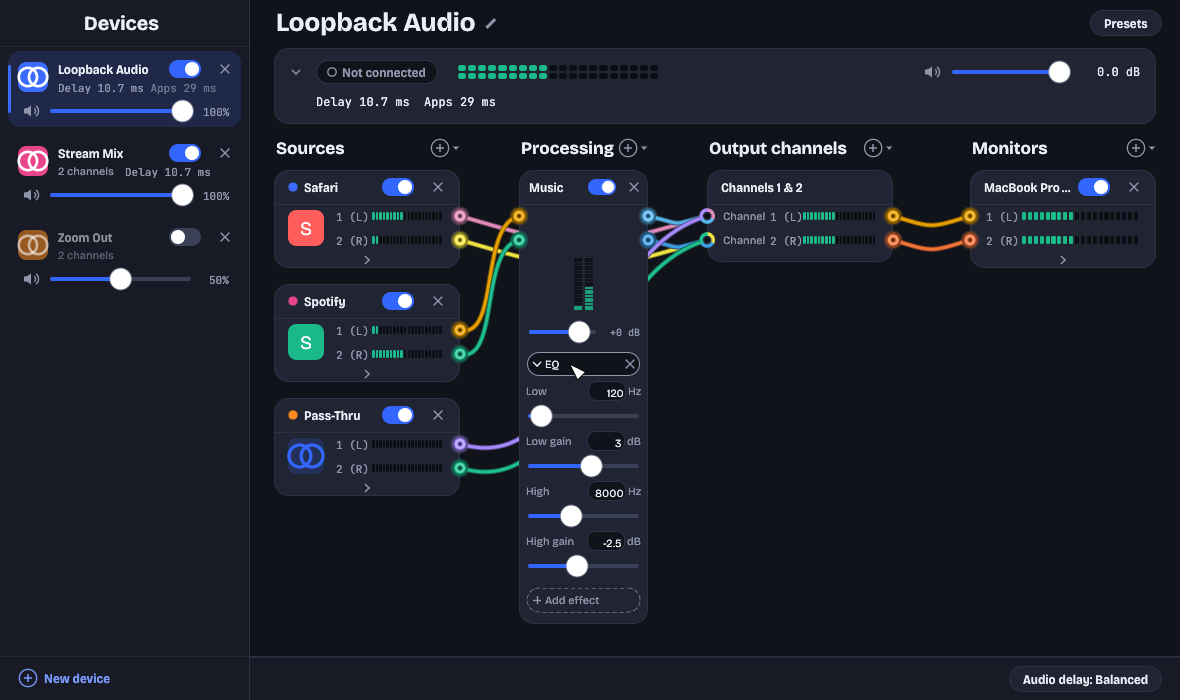 Devices
Loopback Audio
Delay 10.7 ms Apps 29 ms
100%
Stream Mix
2 channels Delay 10.7 ms
100%
Zoom Out
2 channels
50%
New device
Loopback Audio
Presets
Not connected
0.0 dB
Delay 10.7 ms Apps 29 ms
Sources
Safari
S
1 (L)
2 (R)
Spotify
S
1 (L)
2 (R)
Pass-Thru
1 (L)
2 (R)
Processing
Music
+0 dB
EQ
Low 120 Hz
Low gain 3 dB
High 8000 Hz
High gain -2.5 dB
+ Add effect
Output channels
Channels 1 & 2
Channel 1 (L)
Channel 2 (R)
Monitors
MacBook Pro...
1 (L)
2 (R)
Audio delay: Balanced